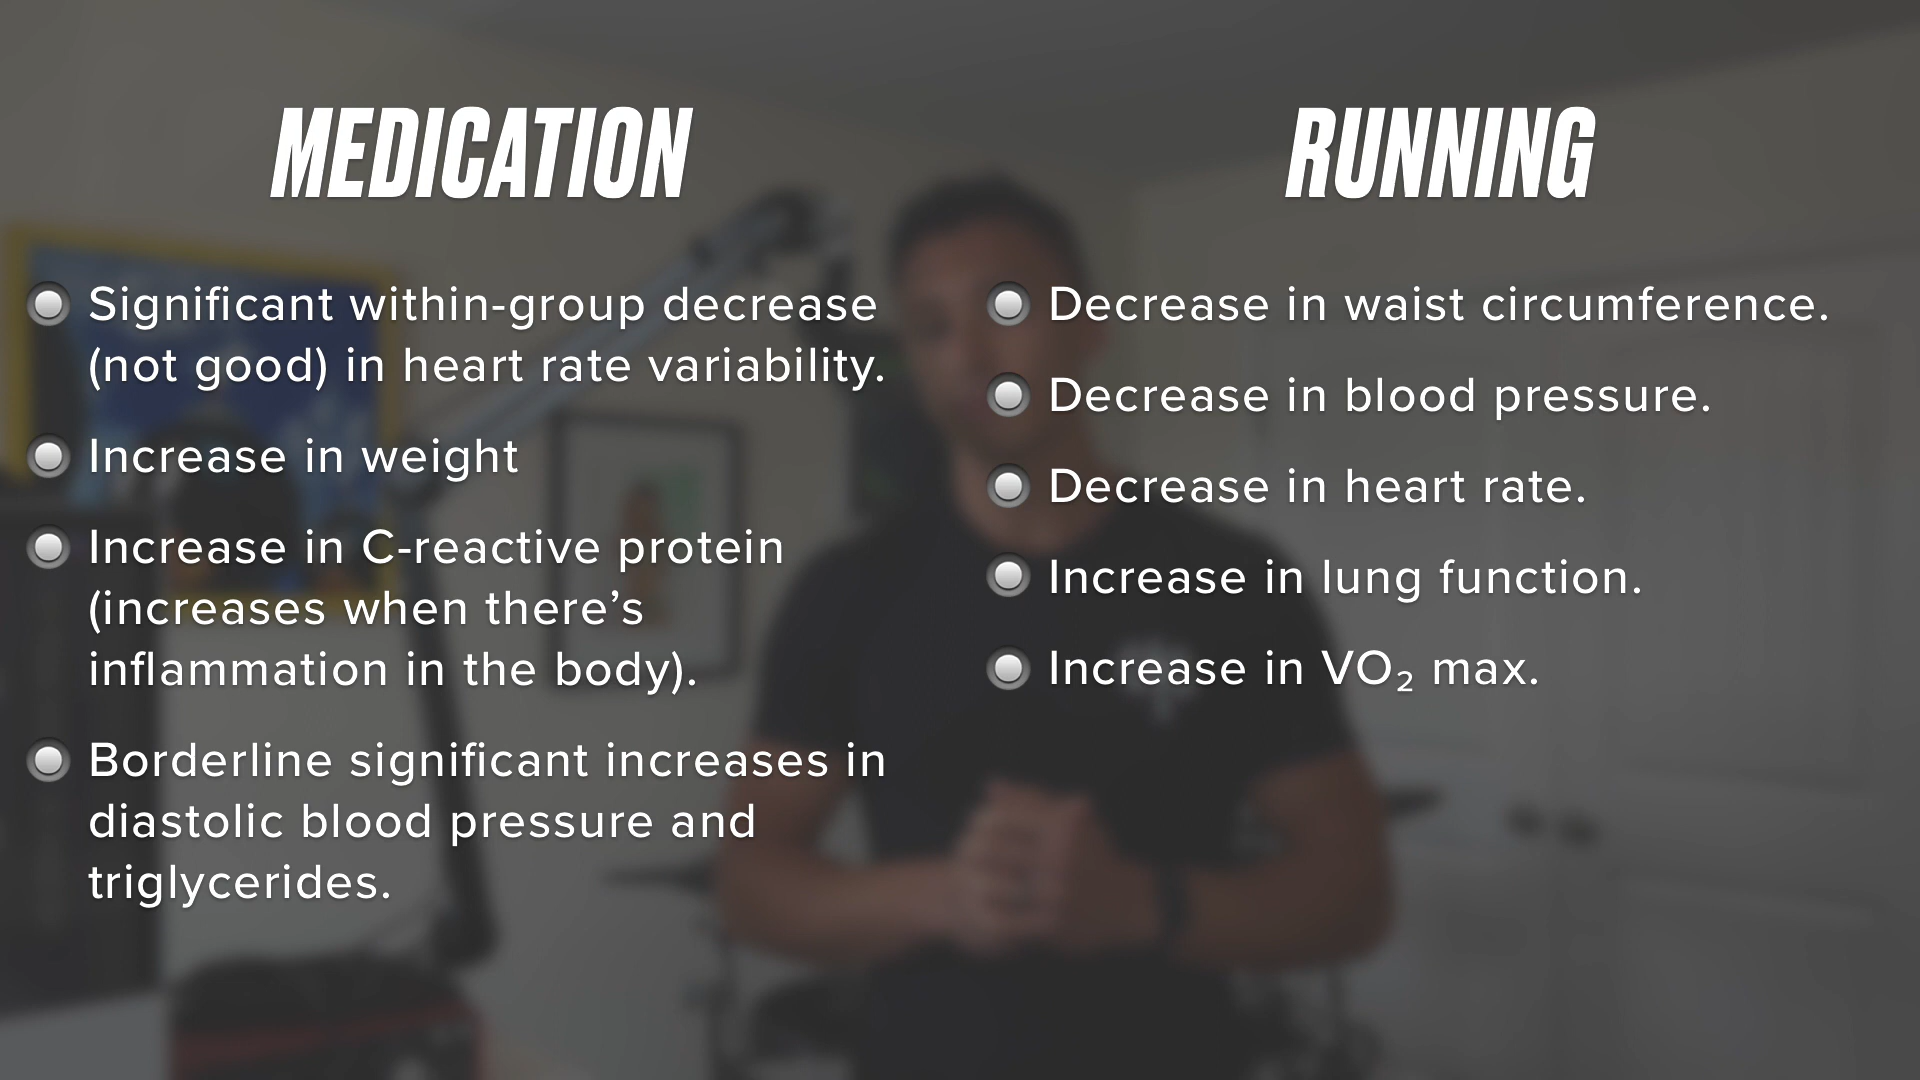 MEDICATION
Significant within-group decrease
(not good) in heart rate variability.
Increase in weight
Increase in C-reactive protein
(increases when there’s
inflammation in the body).
Borderline significant increases in
diastolic blood pressure and
triglycerides.
RUNNING
Decrease in waist circumference.
Decrease in blood pressure.
Decrease in heart rate.
Increase in lung function.
Increase in VO₂ max.